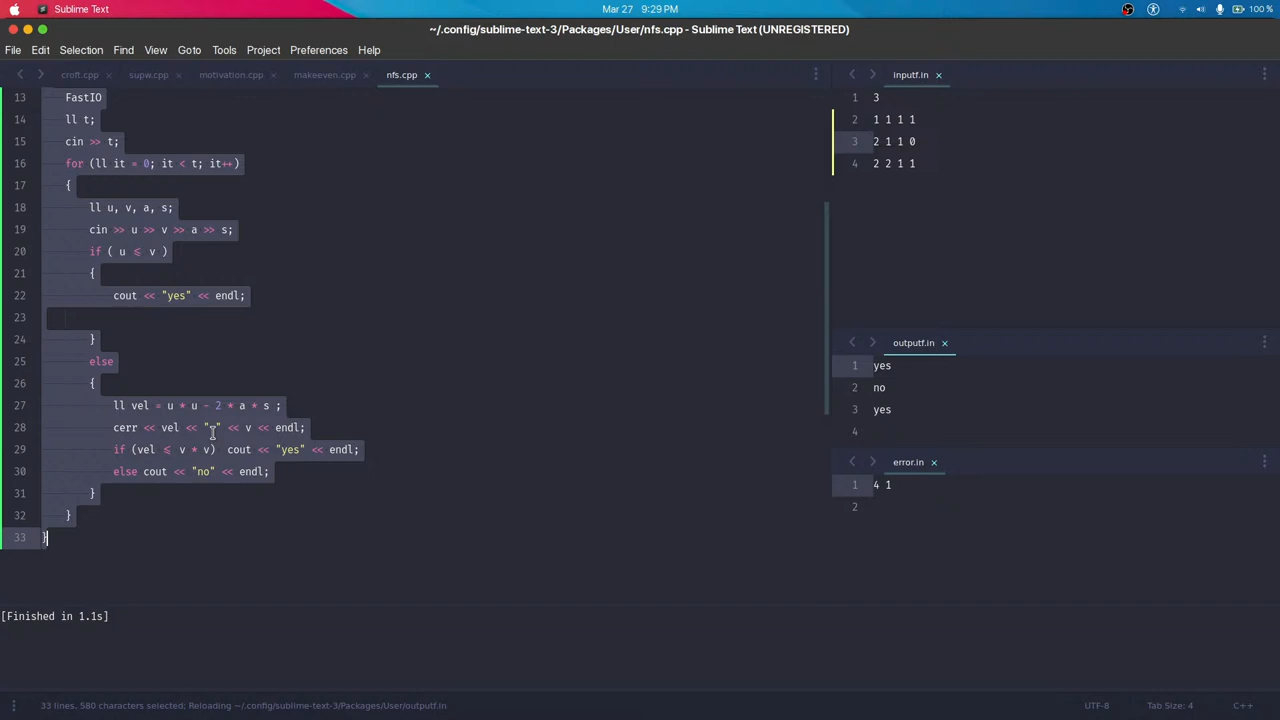 Sublime Text
Mar 27 9:29 PM
100 %
~/.config/sublime-text-3/Packages/User/nfs.cpp - Sublime Text (UNREGISTERED)
File Edit Selection Find View Goto Tools Project Preferences Help
croft.cpp × supw.cpp × motivation.cpp × makeeven.cpp × nfs.cpp ×
13 FastIO
14 ll t;
15 cin >> t;
16 for (ll it = 0; it < t; it++)
17 {
18 ll u, v, a, s;
19 cin >> u >> v >> a >> s;
20 if ( u ≤ v )
21 {
22 cout << "yes" << endl;
23
24 }
25 else
26 {
27 ll vel = u * u - 2 * a * s ;
28 cerr << vel << " " << v << endl;
29 if (vel ≤ v * v) cout << "yes" << endl;
30 else cout << "no" << endl;
31 }
32 }
33 }
inputf.in ×
1 3
2 1 1 1 1
3 2 1 1 0
4 2 2 1 1
outputf.in ×
1 yes
2 no
3 yes
4
error.in ×
1 4 1
2
[Finished in 1.1s]
33 lines, 580 characters selected; Reloading ~/.config/sublime-text-3/Packages/User/outputf.in
UTF-8 Tab Size: 4 C++